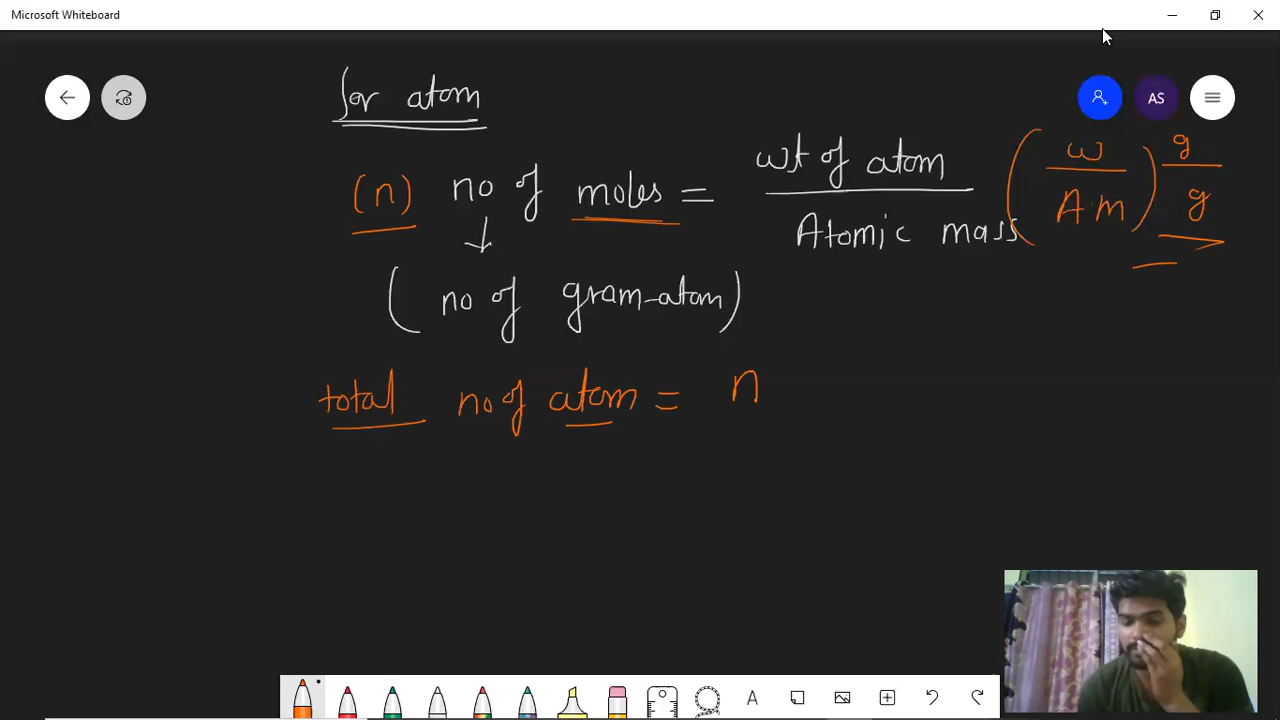 Microsoft Whiteboard
AS
for atom
(n) no of moles = wt of atom / Atomic mass (w / A.m) g / g
(no of gram-atom)
total no of atom = n
A